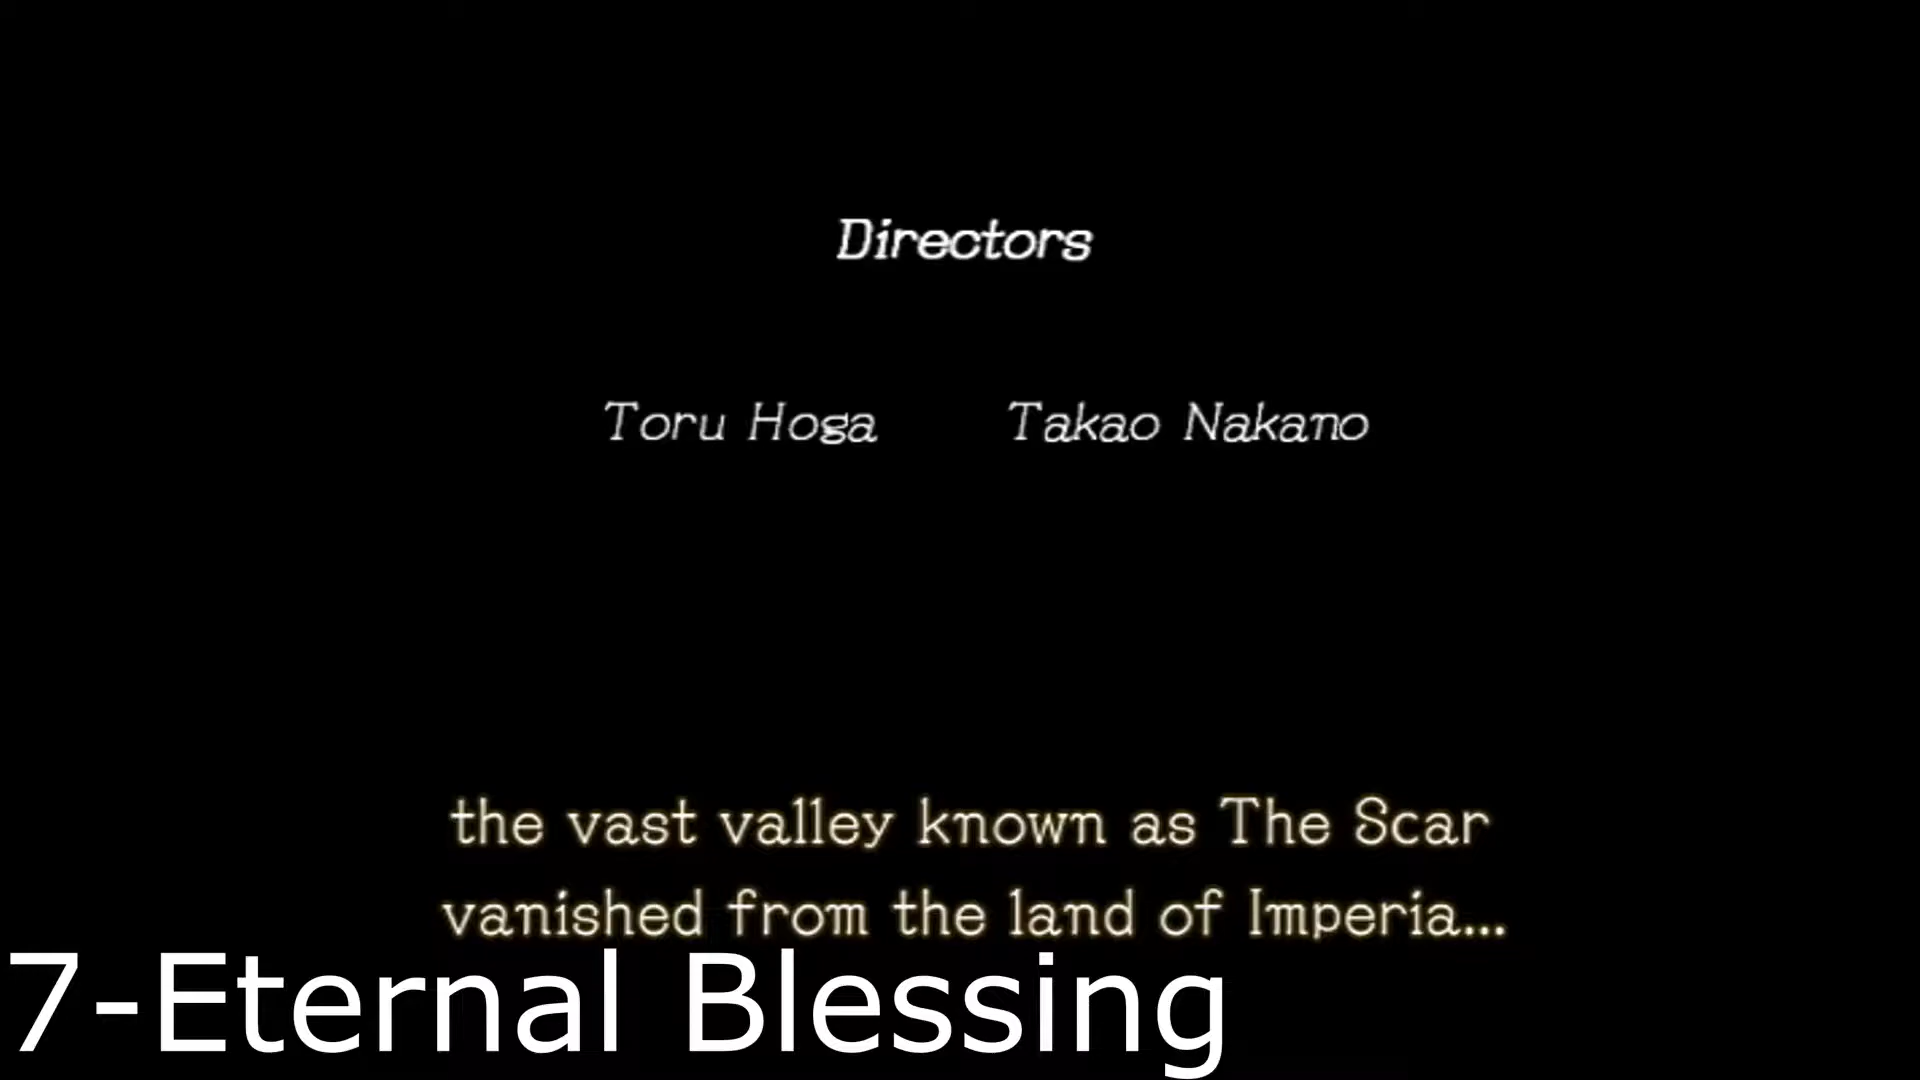 Directors
Toru Hoga Takao Nakano
the vast valley known as The Scar
vanished from the land of Imperia...
7-Eternal Blessing